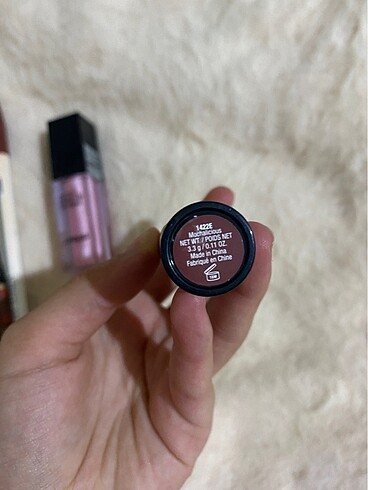 1422E
Mochalicious
NET WT. / POIDS NET
3.3 g / 0.11 OZ.
Made in China
Fabriqué en Chine